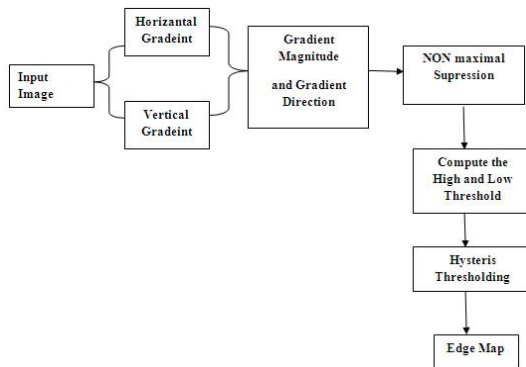 Horizantal
Gradeint
Input
Image
Vertical
Gradeint
Gradient
Magnitude
and Gradient
Direction
NON maximal
Supression
Compute the
High and Low
Threshold
Hysteris
Thresholding
Edge Map